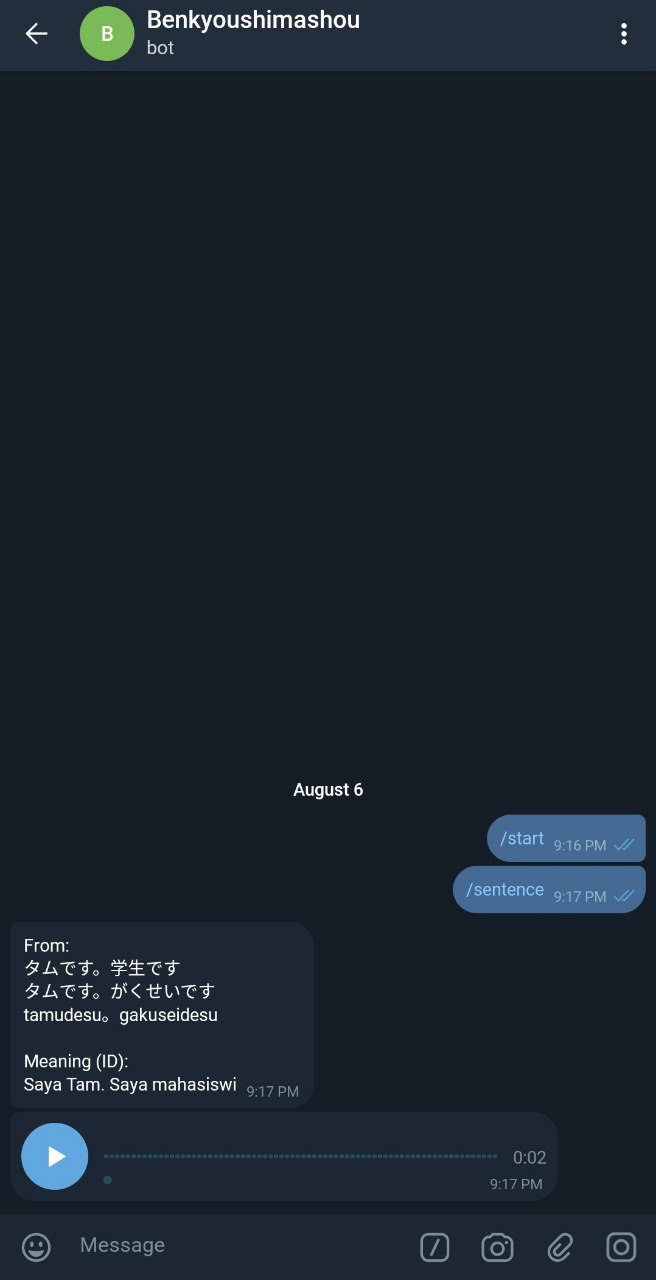 B
Benkyoushimashou
bot
August 6
/start 9:16 PM
/sentence 9:17 PM
From:
タムです。学生です
タムです。がくせいです
tamudesu。gakuseidesu
Meaning (ID):
Saya Tam. Saya mahasiswi 9:17 PM
0:02
9:17 PM
Message